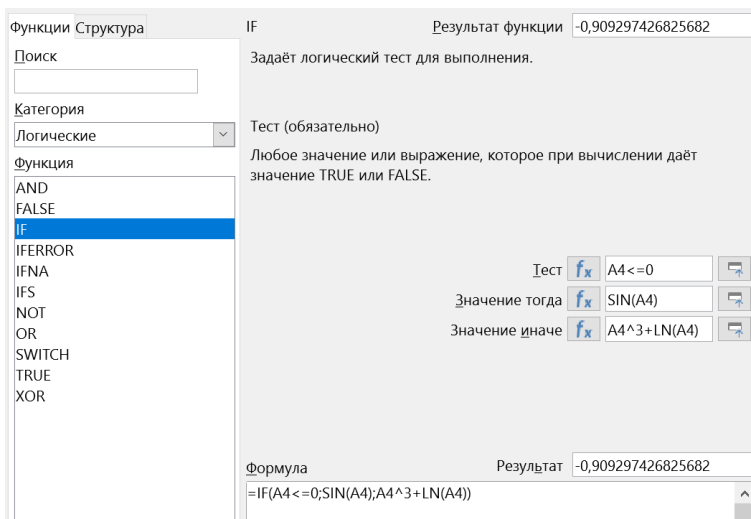 Функции Структура
Поиск
Категория
Логические
Функция
AND
FALSE
IF
IFERROR
IFNA
IFS
NOT
OR
SWITCH
TRUE
XOR
IF Результат функции -0,909297426825682
Задаёт логический тест для выполнения.
Тест (обязательно)
Любое значение или выражение, которое при вычислении даёт
значение TRUE или FALSE.
Тест fx A4<=0
Значение тогда fx SIN(A4)
Значение иначе fx A4^3+LN(A4)
Формула Результат -0,909297426825682
=IF(A4<=0;SIN(A4);A4^3+LN(A4))